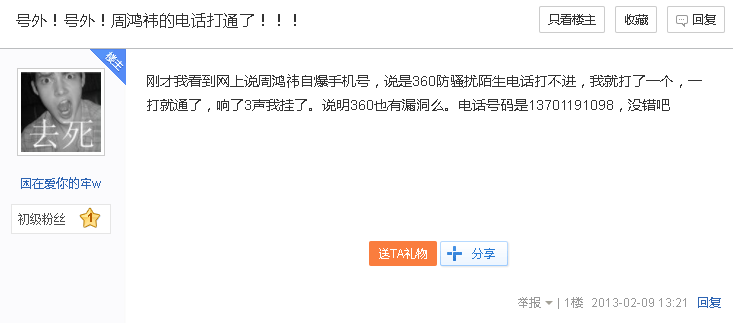 号外！号外！周鸿祎的电话打通了！！！
只看楼主
收藏
回复
楼主
去死
刚才我看到网上说周鸿祎自爆手机号，说是360防骚扰陌生电话打不进，我就打了一个，一
打就通了，响了3声我挂了。说明360也有漏洞么。电话号码是13701191098，没错吧
困在爱你的牢w
初级粉丝 1
送TA礼物
分享
举报 | 1楼 2013-02-09 13:21 回复